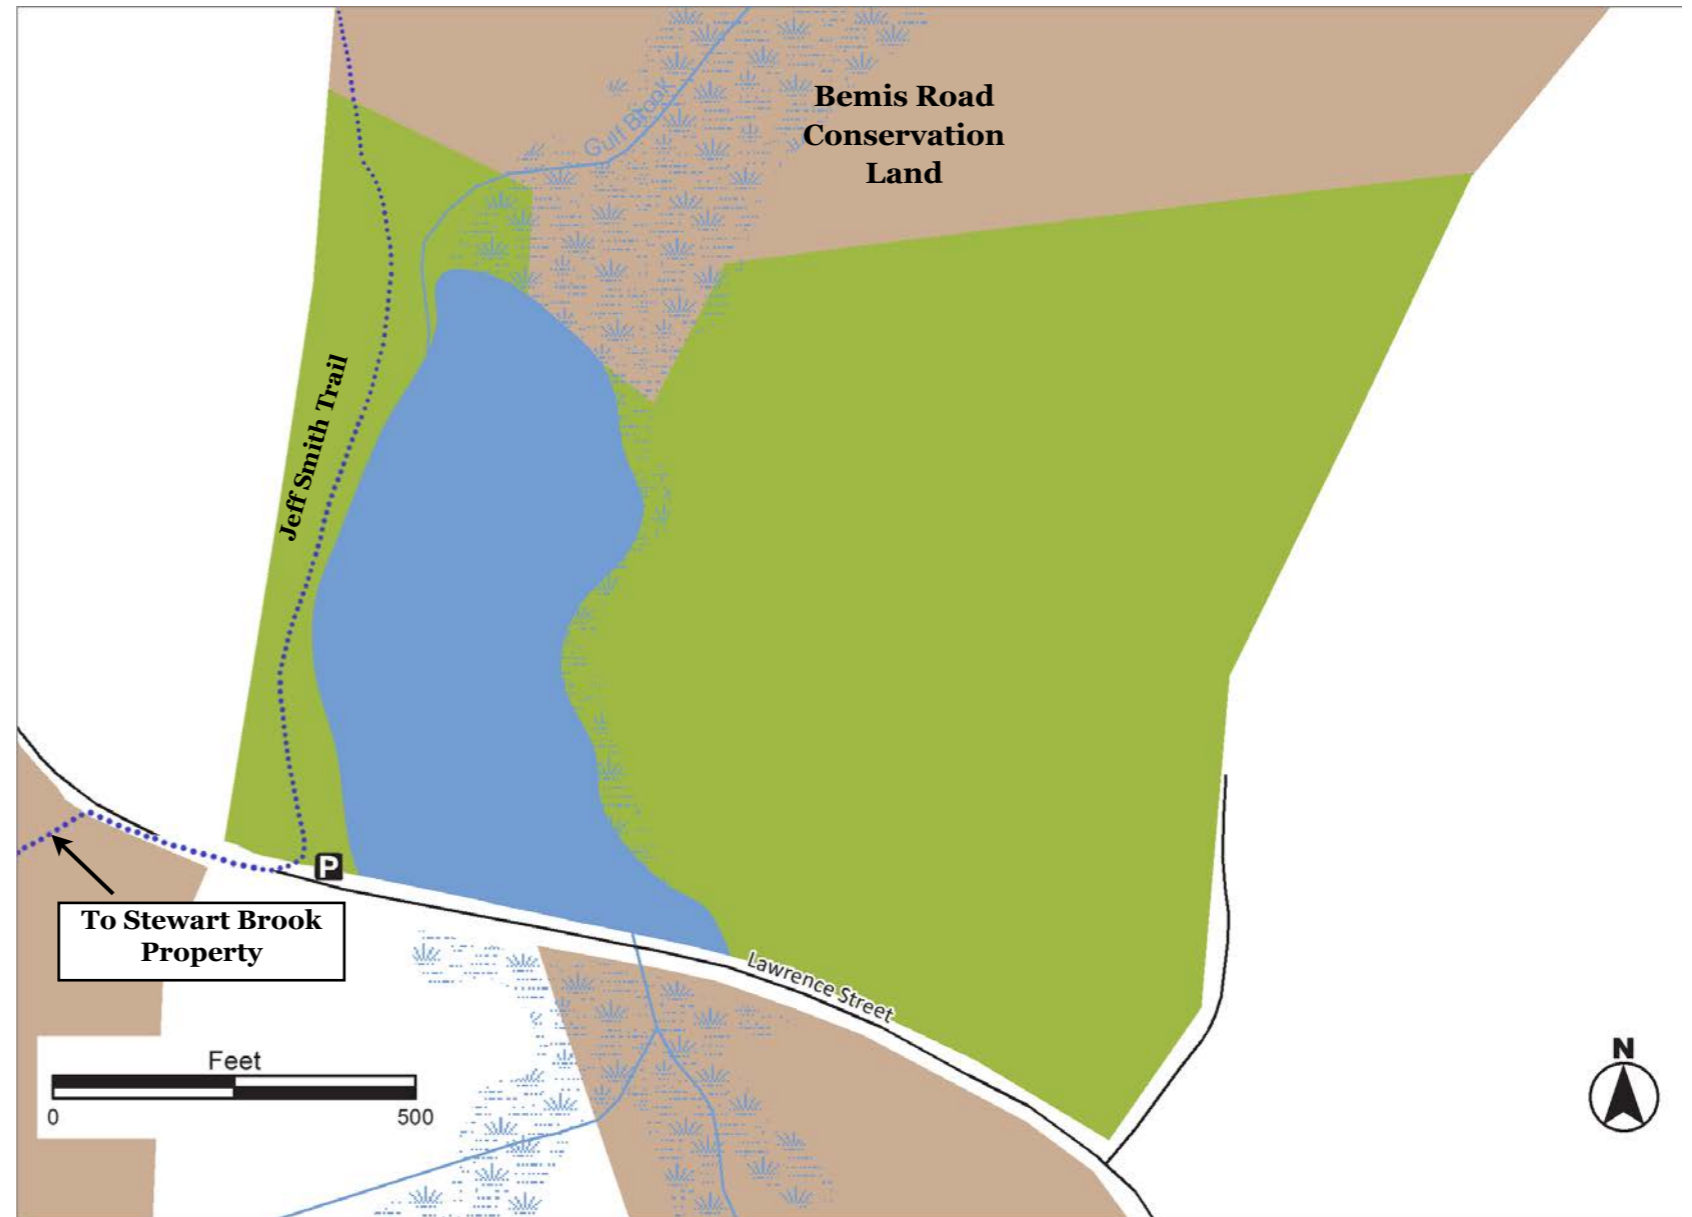 Bemis Road
Conservation
Land
Gulf Brook
Jeff Smith Trail
P
To Stewart Brook
Property
Lawrence Street
Feet
0
500
N